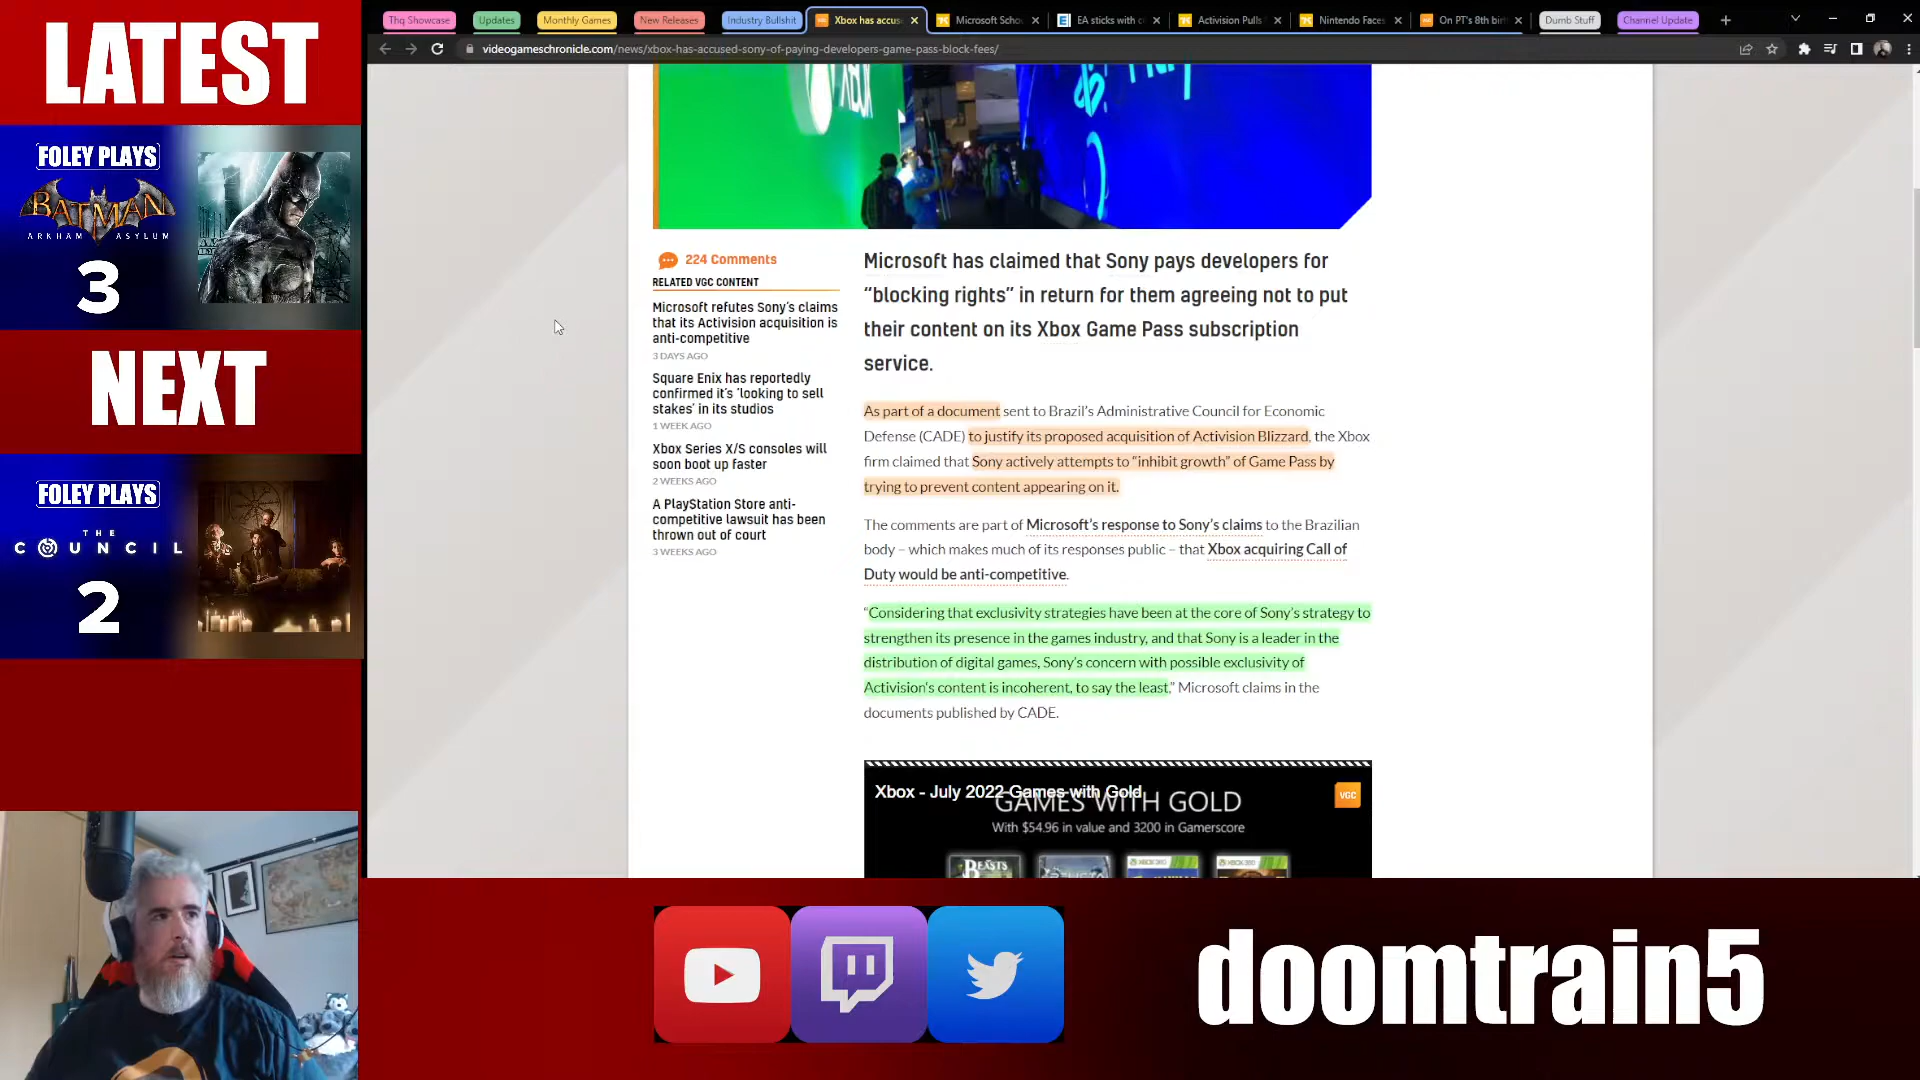 LATEST
FOLEY PLAYS
BATMAN
ARKHAM ASYLUM
3
NEXT
FOLEY PLAYS
THE
COUNCIL
2
Thq Showcase
Updates
Monthly Games
New Releases
Industry Bullshit
Xbox has accus
Microsoft Scho
EA sticks with c
Activision Pulls
Nintendo Faces
On PT's 8th bir
Dumb Stuff
Channel Update
videogameschronicle.com/news/xbox-has-accused-sony-of-paying-developers-game-pass-block-fees/
XBOX
224 Comments
RELATED VGC CONTENT
Microsoft refutes Sony's claims
that its Activision acquisition is
anti-competitive
3 DAYS AGO
Square Enix has reportedly
confirmed it's 'looking to sell
stakes' in its studios
1 WEEK AGO
Xbox Series X/S consoles will
soon boot up faster
2 WEEKS AGO
A PlayStation Store anti-
competitive lawsuit has been
thrown out of court
3 WEEKS AGO
Microsoft has claimed that Sony pays developers for
“blocking rights” in return for them agreeing not to put
their content on its Xbox Game Pass subscription
service.
As part of a document sent to Brazil's Administrative Council for Economic
Defense (CADE) to justify its proposed acquisition of Activision Blizzard, the Xbox
firm claimed that Sony actively attempts to “inhibit growth” of Game Pass by
trying to prevent content appearing on it.
The comments are part of Microsoft's response to Sony's claims to the Brazilian
body – which makes much of its responses public – that Xbox acquiring Call of
Duty would be anti-competitive.
“Considering that exclusivity strategies have been at the core of Sony's strategy to
strengthen its presence in the games industry, and that Sony is a leader in the
distribution of digital games, Sony's concern with possible exclusivity of
Activision's content is incoherent, to say the least,” Microsoft claims in the
documents published by CADE.
Xbox - July 2022 Games with Gold
VGC
GAMES WITH GOLD
With $54.96 in value and 3200 in Gamerscore
BEASTS
doomtrain5